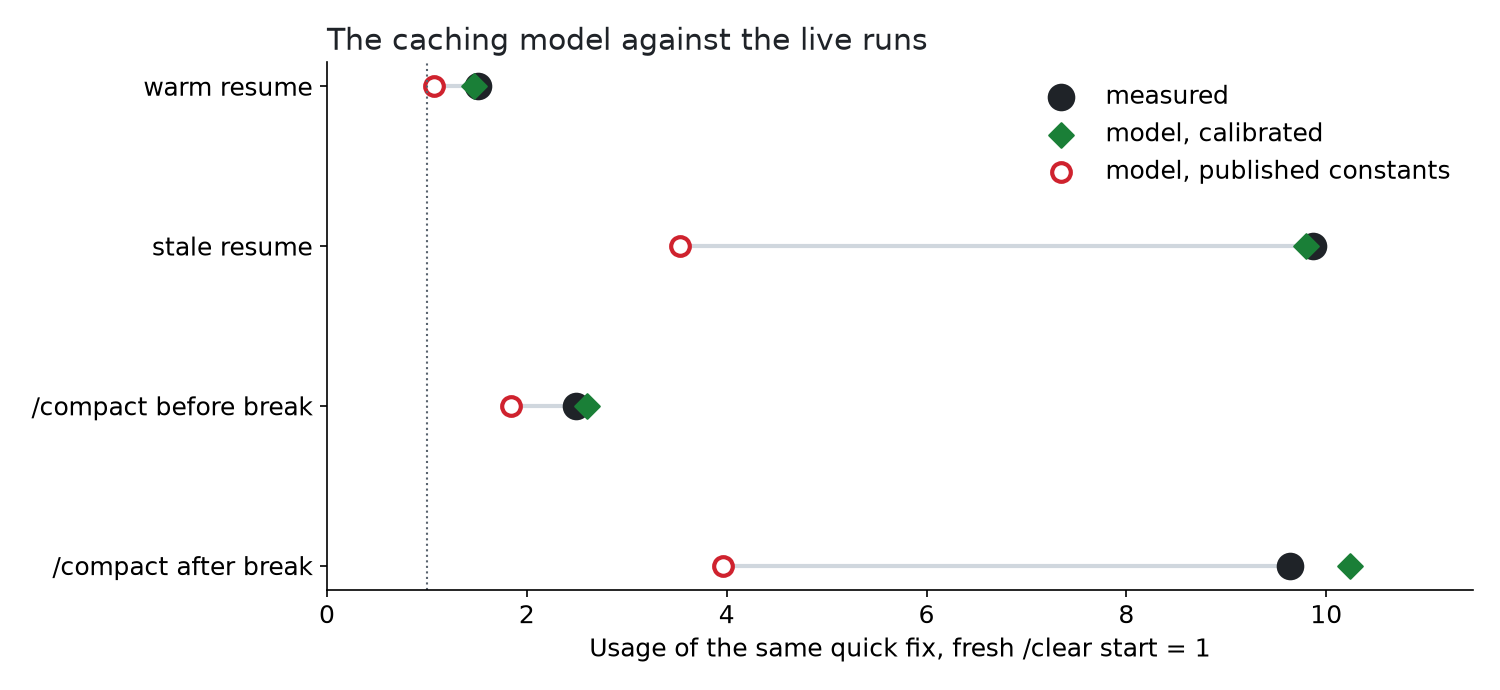 The caching model against the live runs
warm resume
stale resume
/compact before break
/compact after break
measured
model, calibrated
model, published constants
0 2 4 6 8 10
Usage of the same quick fix, fresh /clear start = 1